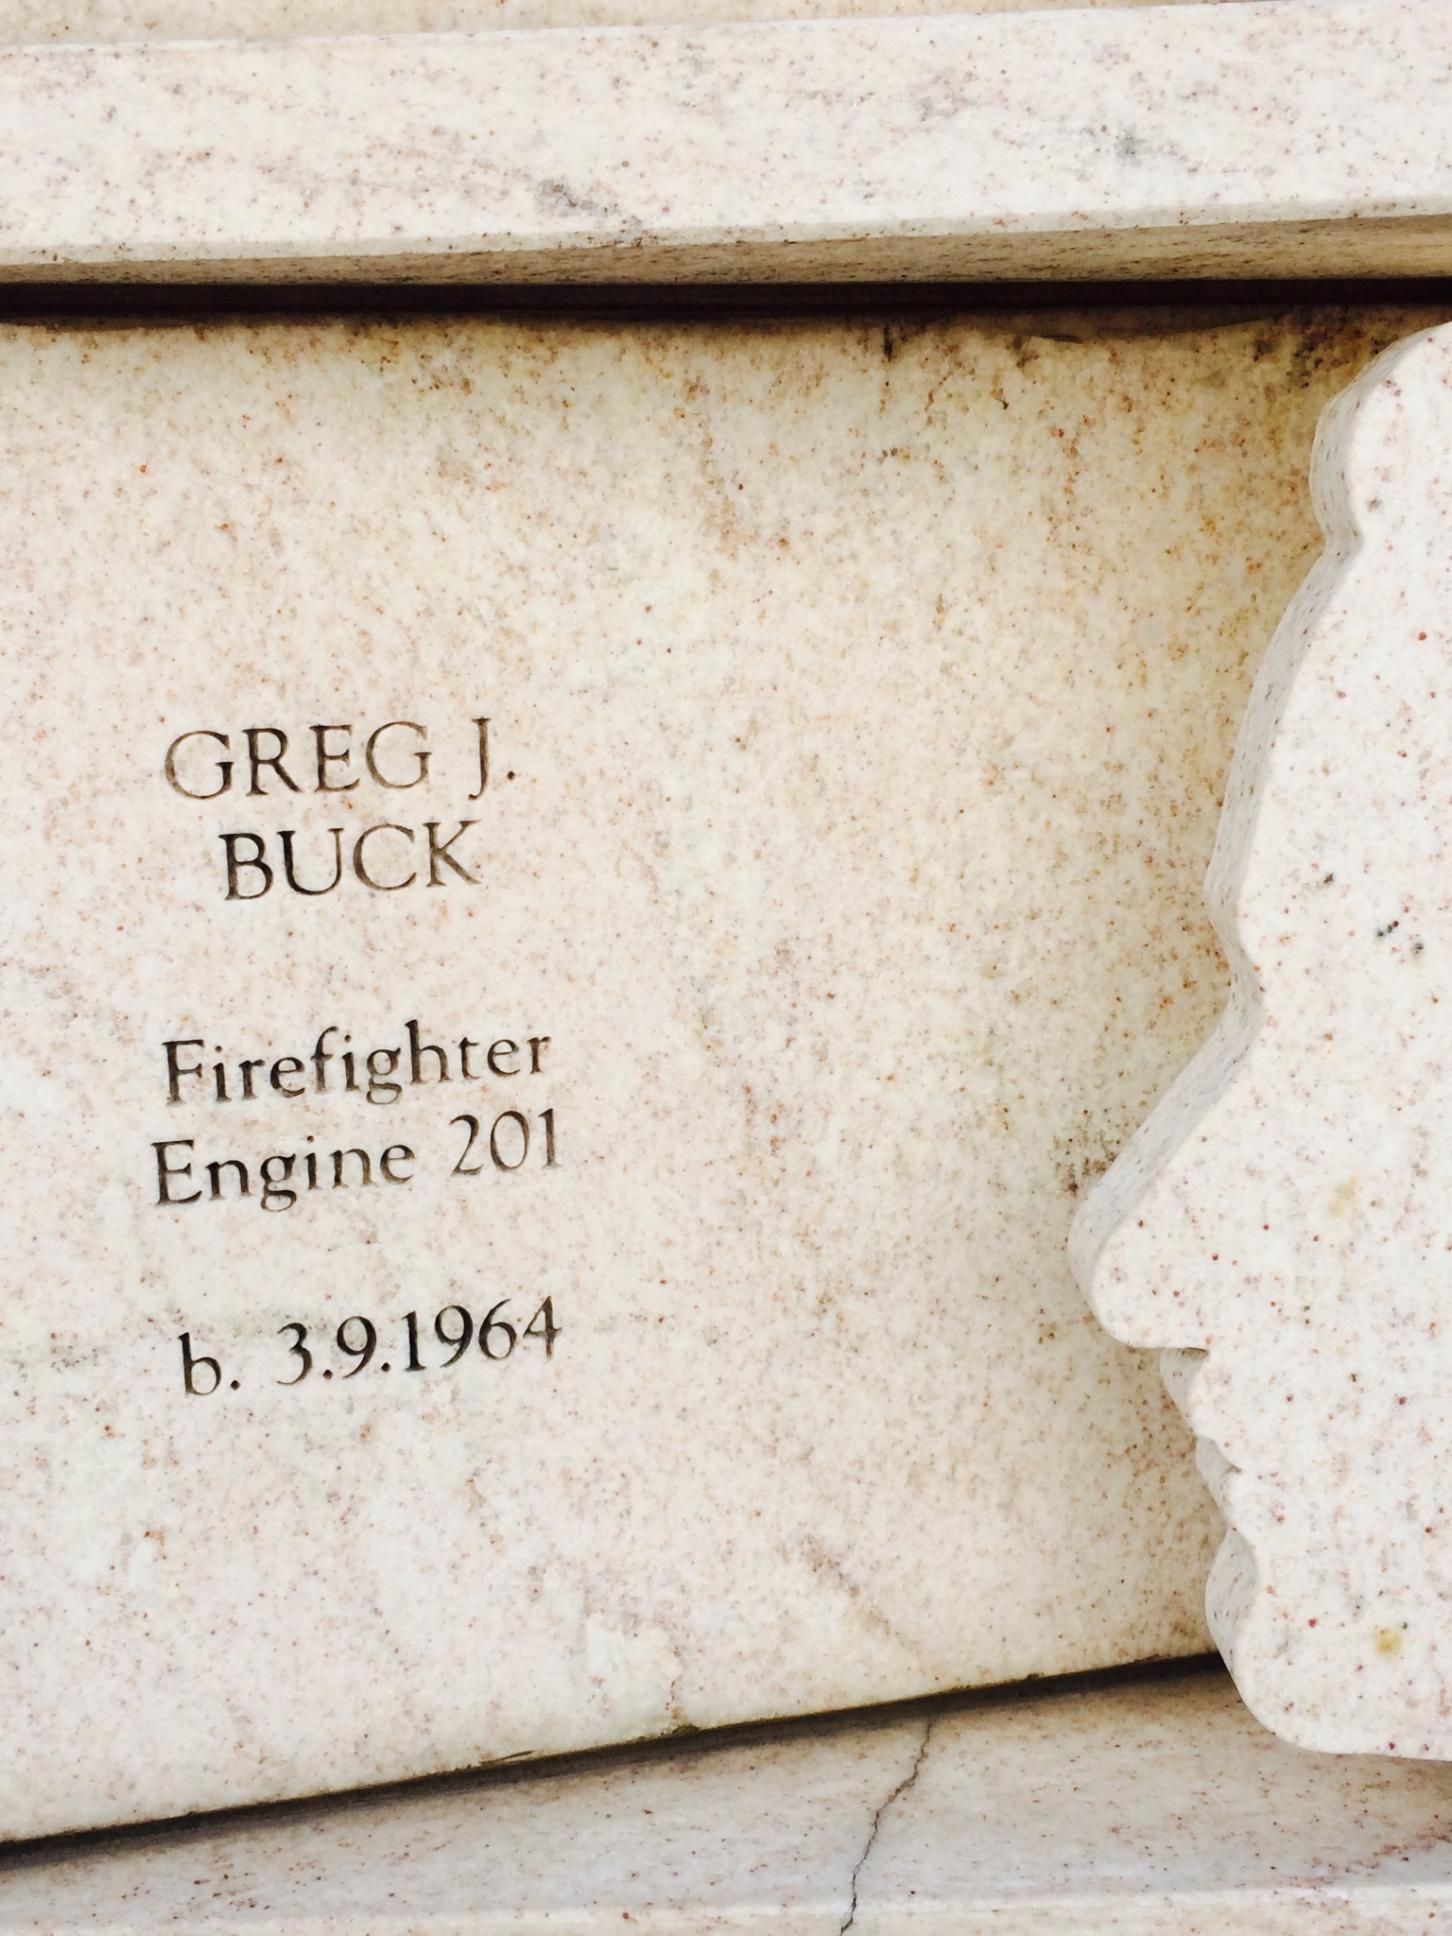 GREG J.
BUCK
Firefighter
Engine 201
b. 3.9.1964